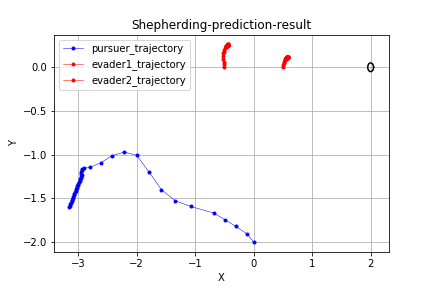 Shepherding-prediction-result
pursuer_trajectory
evader1_trajectory
evader2_trajectory
Y
0.0
−0.5
−1.0
−1.5
−2.0
−3
−2
−1
0
1
2
X